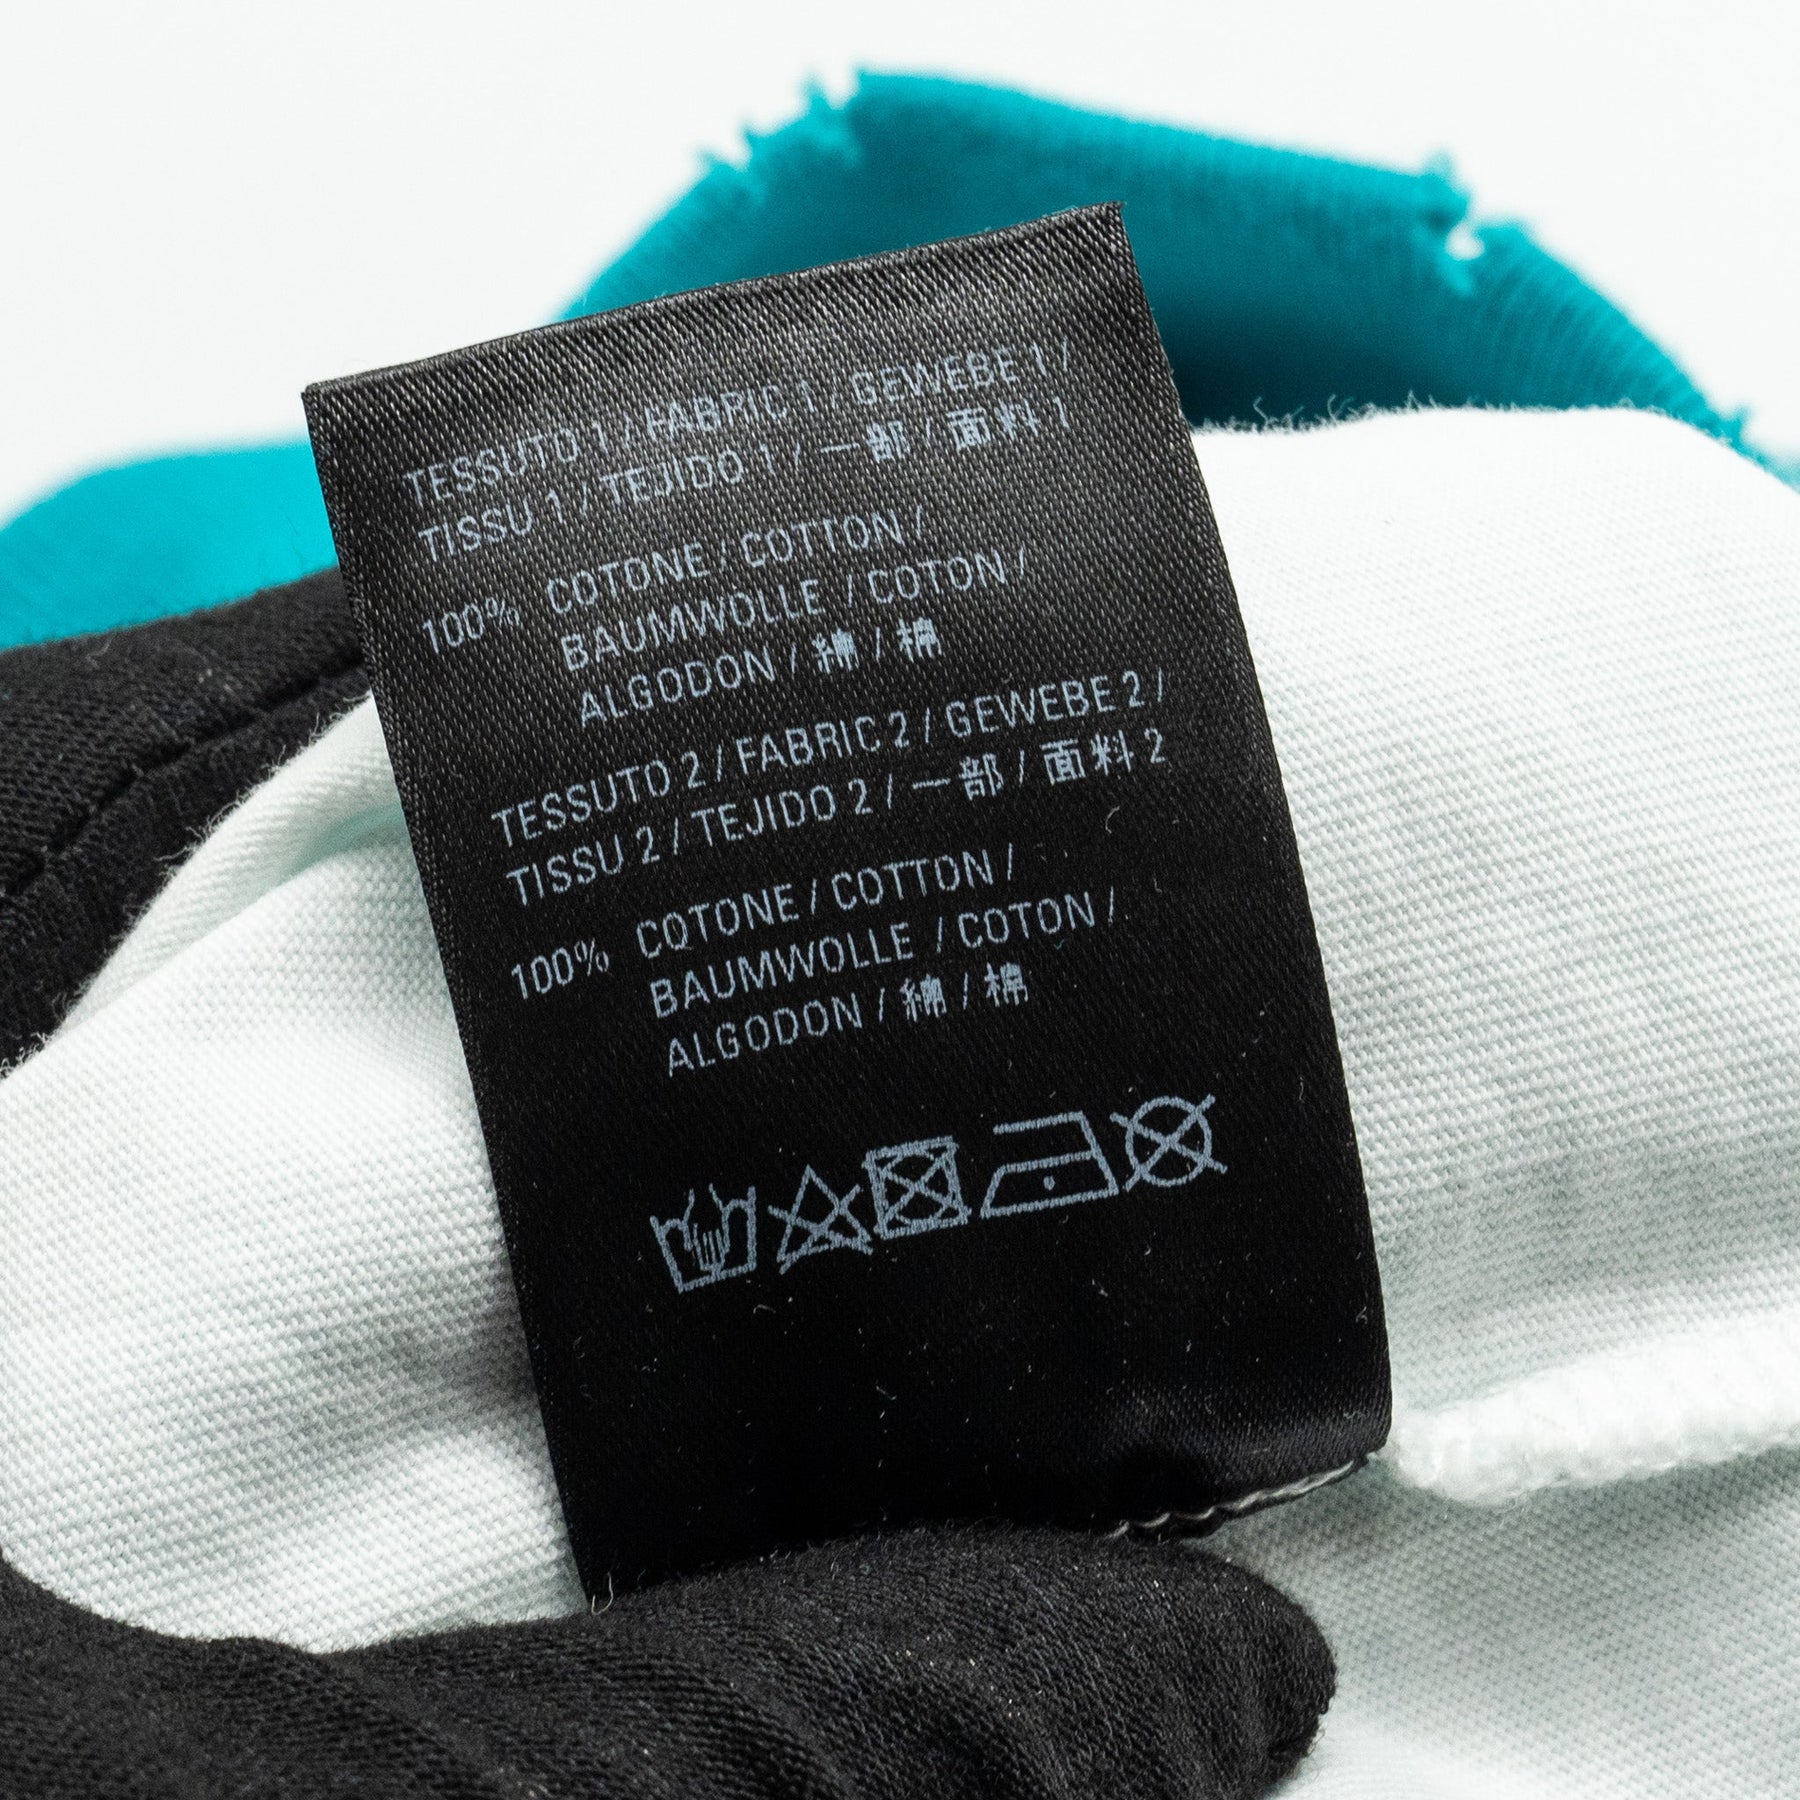 TESSUTO 1 / FABRIC 1 / GEWEBE 1 /
TISSU 1 / TEJIDO 1 / 一部 / 面料 1
100% COTONE / COTTON /
BAUMWOLLE / COTON /
ALGODON / 綿 / 棉
TESSUTO 2 / FABRIC 2 / GEWEBE 2 /
TISSU 2 / TEJIDO 2 / 一部 / 面料 2
100% COTONE / COTTON /
BAUMWOLLE / COTON /
ALGODON / 綿 / 棉